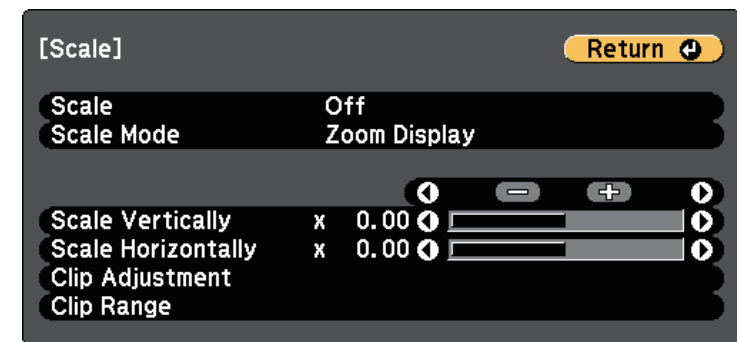 [Scale] Return
Scale Off
Scale Mode Zoom Display
− +
Scale Vertically x 0.00
Scale Horizontally x 0.00
Clip Adjustment
Clip Range